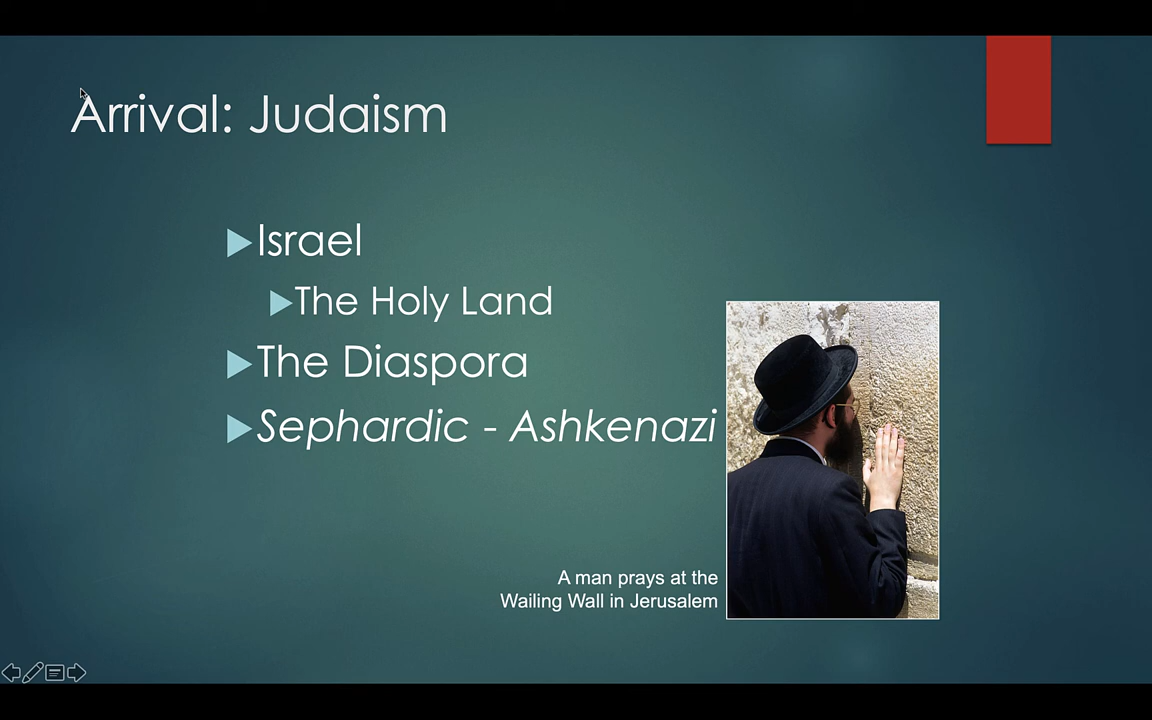 Arrival: Judaism
Israel
The Holy Land
The Diaspora
Sephardic - Ashkenazi
A man prays at the
Wailing Wall in Jerusalem